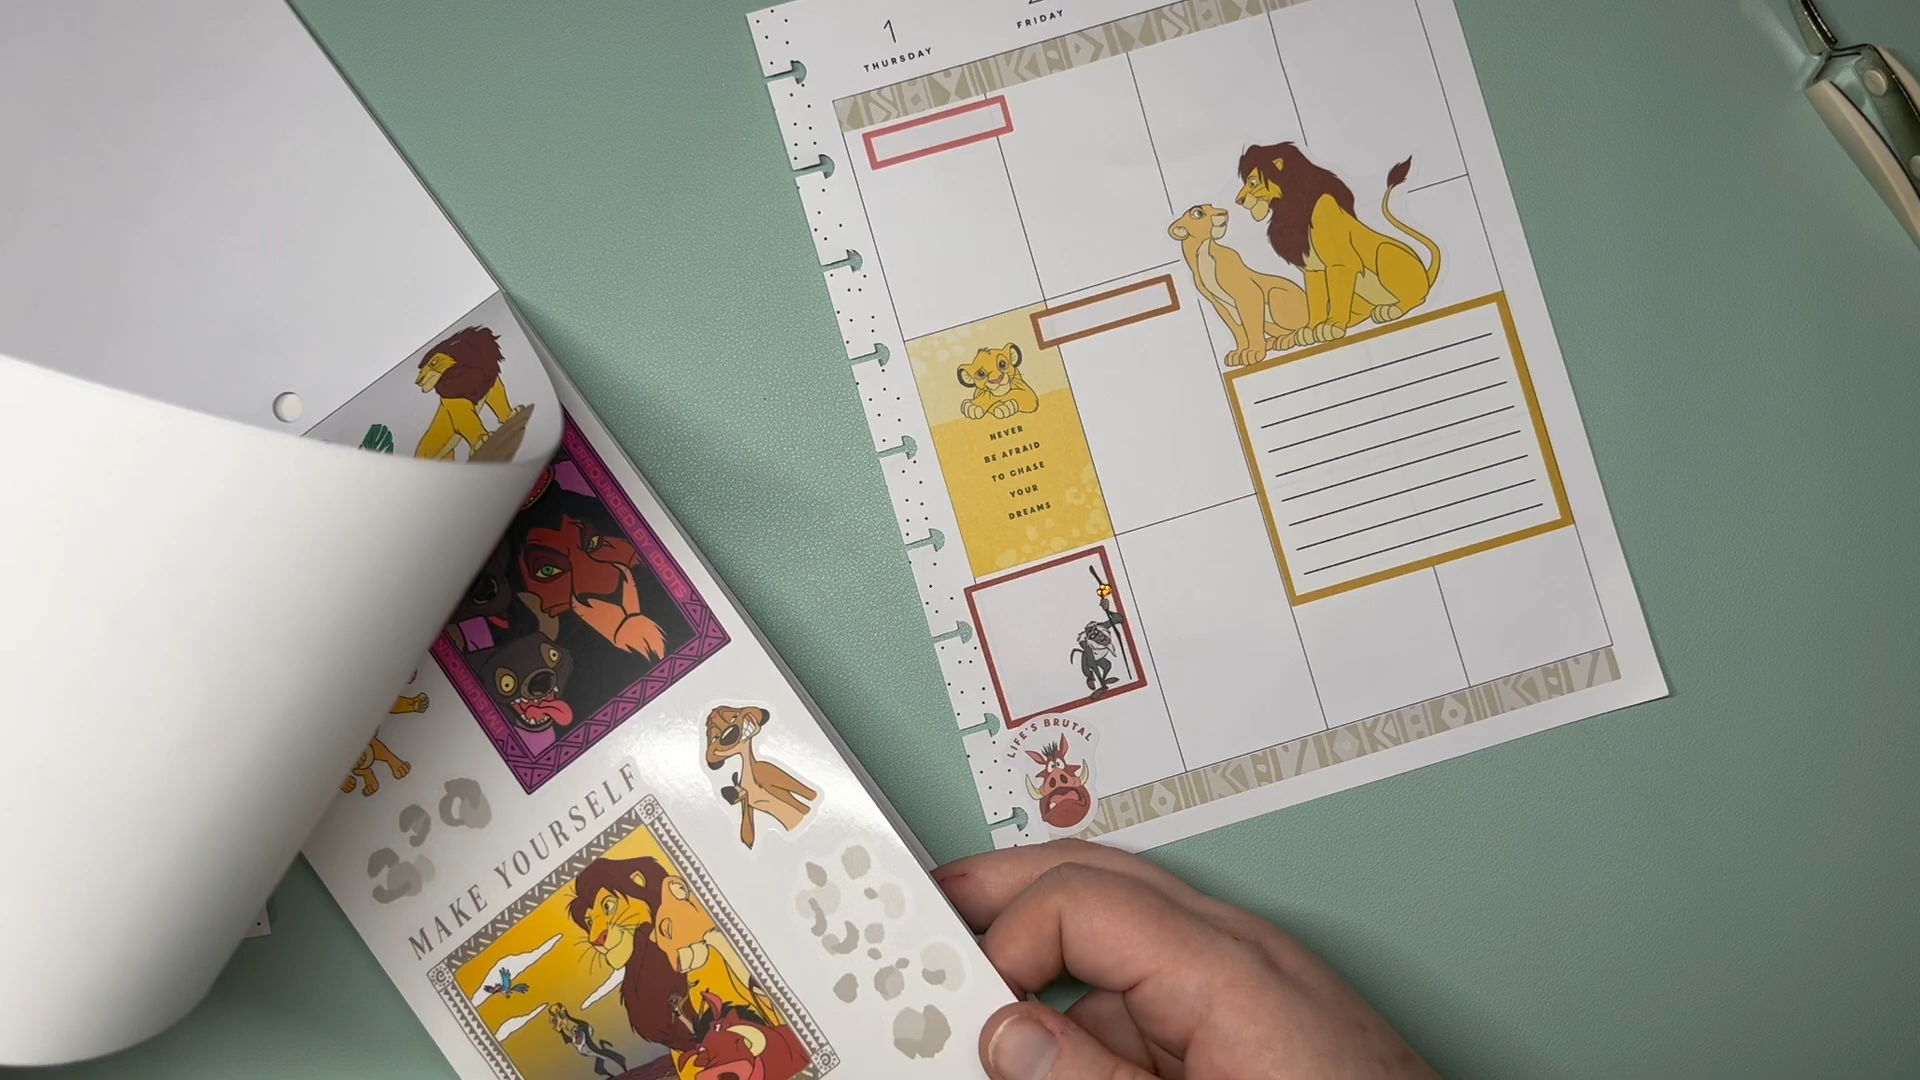 1
THURSDAY
FRIDAY
NEVER
BE AFRAID
TO CHASE
YOUR
DREAMS
LIFE'S BRUTAL
SURROUNDED BY IDIOTS
MAKE YOURSELF